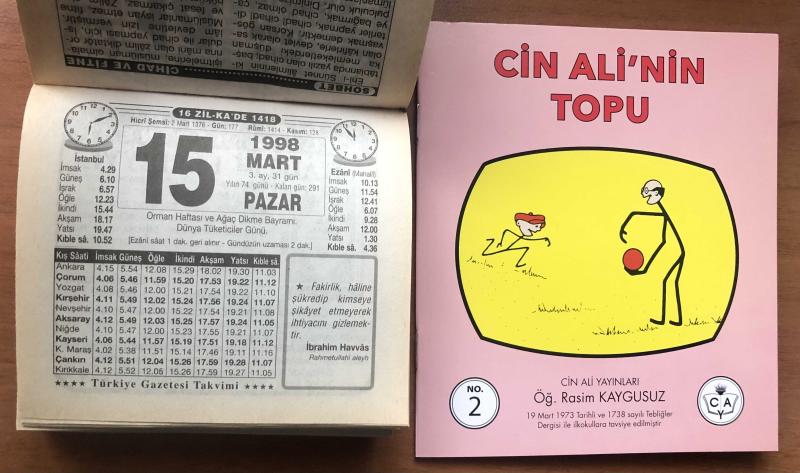 SOHBET
CİHAD VE FİTNE
16 ZİL-KA'DE 1418
Hicrî Şemsî: 2 Mart 1376 - Gün: 177 Rûmî: 1414 - Kasım: 128
15
1998
MART
3. ay, 31 gün
Yılın 74. günü - Kalan gün: 291
PAZAR
İstanbul
İmsak 4.29
Güneş 6.10
İşrak 6.57
Öğle 12.23
İkindi 15.44
Akşam 18.17
Yatsı 19.47
Kıble sâ. 10.52
Ezânî (Mahallî)
İmsak 10.13
Güneş 11.54
İşrak 12.41
Öğle 6.07
İkindi 9.28
Akşam 12.00
Yatsı 1.30
Kıble sâ. 4.36
Orman Haftası ve Ağaç Dikme Bayramı.
Dünya Tüketiciler Günü.
[Ezânî sâat 1 dak. geri alınır - Gündüzün uzaması 2 dak.]
Kış Sâati İmsak Güneş Öğle İkindi Akşam Yatsı Kıble sâ.
Ankara 4.15 5.54 12.08 15.29 18.02 19.30 11.03
Çorum 4.06 5.46 11.59 15.20 17.53 19.22 11.12
Yozgat 4.08 5.46 12.00 15.21 17.54 19.22 11.10
Kırşehir 4.11 5.49 12.02 15.24 17.56 19.24 11.07
Nevşehir 4.10 5.47 12.00 15.22 17.54 19.21 11.08
Aksaray 4.12 5.49 12.03 15.25 17.57 19.24 11.05
Niğde 4.10 5.47 12.00 15.23 17.55 19.21 11.07
Kayseri 4.06 5.44 11.57 15.19 17.51 19.18 11.12
K. Maraş 4.02 5.38 11.51 15.14 17.46 19.11 11.16
Çankırı 4.12 5.51 12.04 15.26 17.59 19.28 11.07
Kırıkkale 4.12 5.52 12.05 15.26 17.59 19.27 11.05
★ Fakirlik, hâline
şükredip kimseye
şikâyet etmeyerek
ihtiyacını gizlemek-
tir.
İbrahim Havvâs
Rahmetullahi aleyh
★★★★ Türkiye Gazetesi Takvimi ★★★★
CİN ALİ'NİN
TOPU
NO.
2
CİN ALİ YAYINLARI
Öğ. Rasim KAYGUSUZ
19 Mart 1973 Tarihli ve 1738 sayılı Tebliğler
Dergisi ile ilkokullara tavsiye edilmiştir
C A
Y